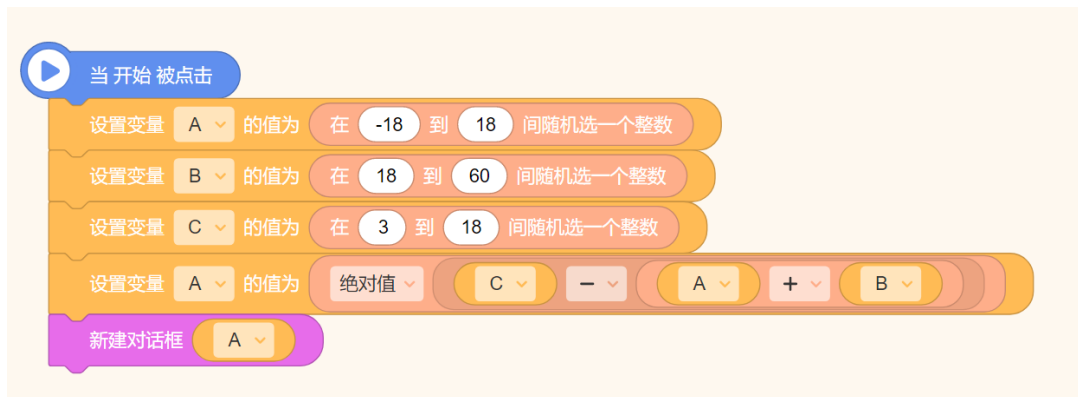 当 开始 被点击
设置变量 A 的值为 在 -18 到 18 间随机选一个整数
设置变量 B 的值为 在 18 到 60 间随机选一个整数
设置变量 C 的值为 在 3 到 18 间随机选一个整数
设置变量 A 的值为 绝对值 C - A + B
新建对话框 A